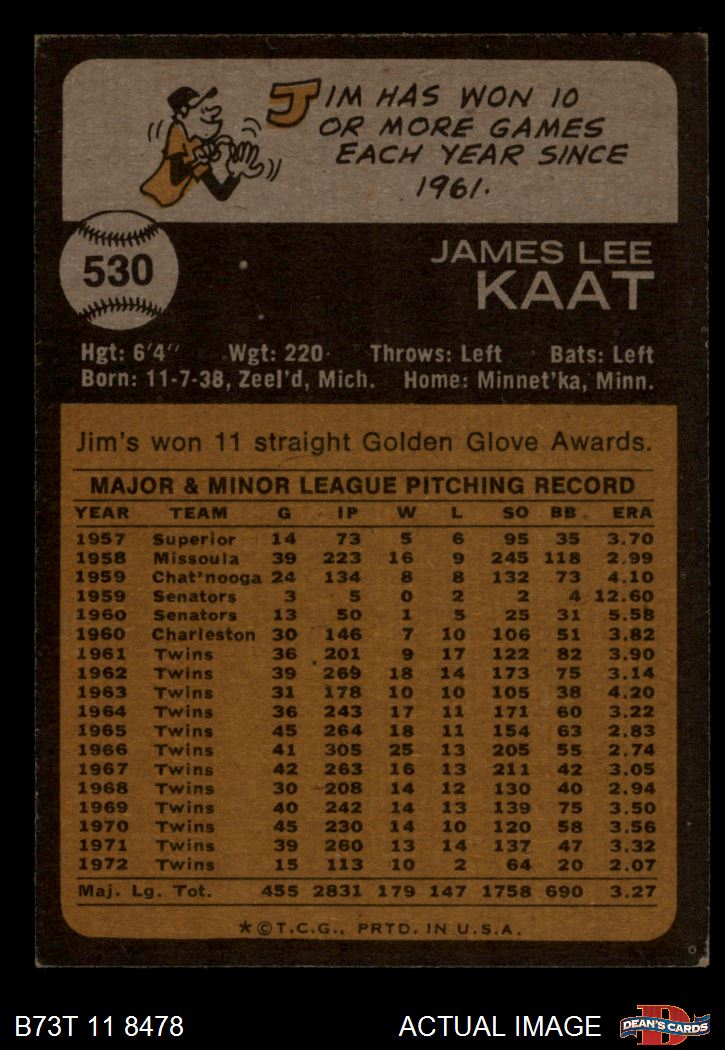 JIM HAS WON 10
OR MORE GAMES
EACH YEAR SINCE
1961.
530
JAMES LEE
KAAT
Hgt: 6'4" Wgt: 220 Throws: Left Bats: Left
Born: 11-7-38, Zeel'd, Mich. Home: Minnet'ka, Minn.
Jim's won 11 straight Golden Glove Awards.
MAJOR & MINOR LEAGUE PITCHING RECORD
YEAR TEAM G IP W L SO BB ERA
1957 Superior 14 73 5 6 95 35 3.70
1958 Missoula 39 223 16 9 245 118 2.99
1959 Chat'nooga 24 134 8 8 132 73 4.10
1959 Senators 3 5 0 2 2 4 12.60
1960 Senators 13 50 1 5 25 31 5.58
1960 Charleston 30 146 7 10 106 51 3.82
1961 Twins 36 201 9 17 122 82 3.90
1962 Twins 39 269 18 14 173 75 3.14
1963 Twins 31 178 10 10 105 38 4.20
1964 Twins 36 243 17 11 171 60 3.22
1965 Twins 45 264 18 11 154 63 2.83
1966 Twins 41 305 25 13 205 55 2.74
1967 Twins 42 263 16 13 211 42 3.05
1968 Twins 30 208 14 12 130 40 2.94
1969 Twins 40 242 14 13 139 75 3.50
1970 Twins 45 230 14 10 120 58 3.56
1971 Twins 39 260 13 14 137 47 3.32
1972 Twins 15 113 10 2 64 20 2.07
Maj. Lg. Tot. 455 2831 179 147 1758 690 3.27
*©T.C.G., PRTD. IN U.S.A.
B73T 11 8478 ACTUAL IMAGE D DEAN'S CARDS